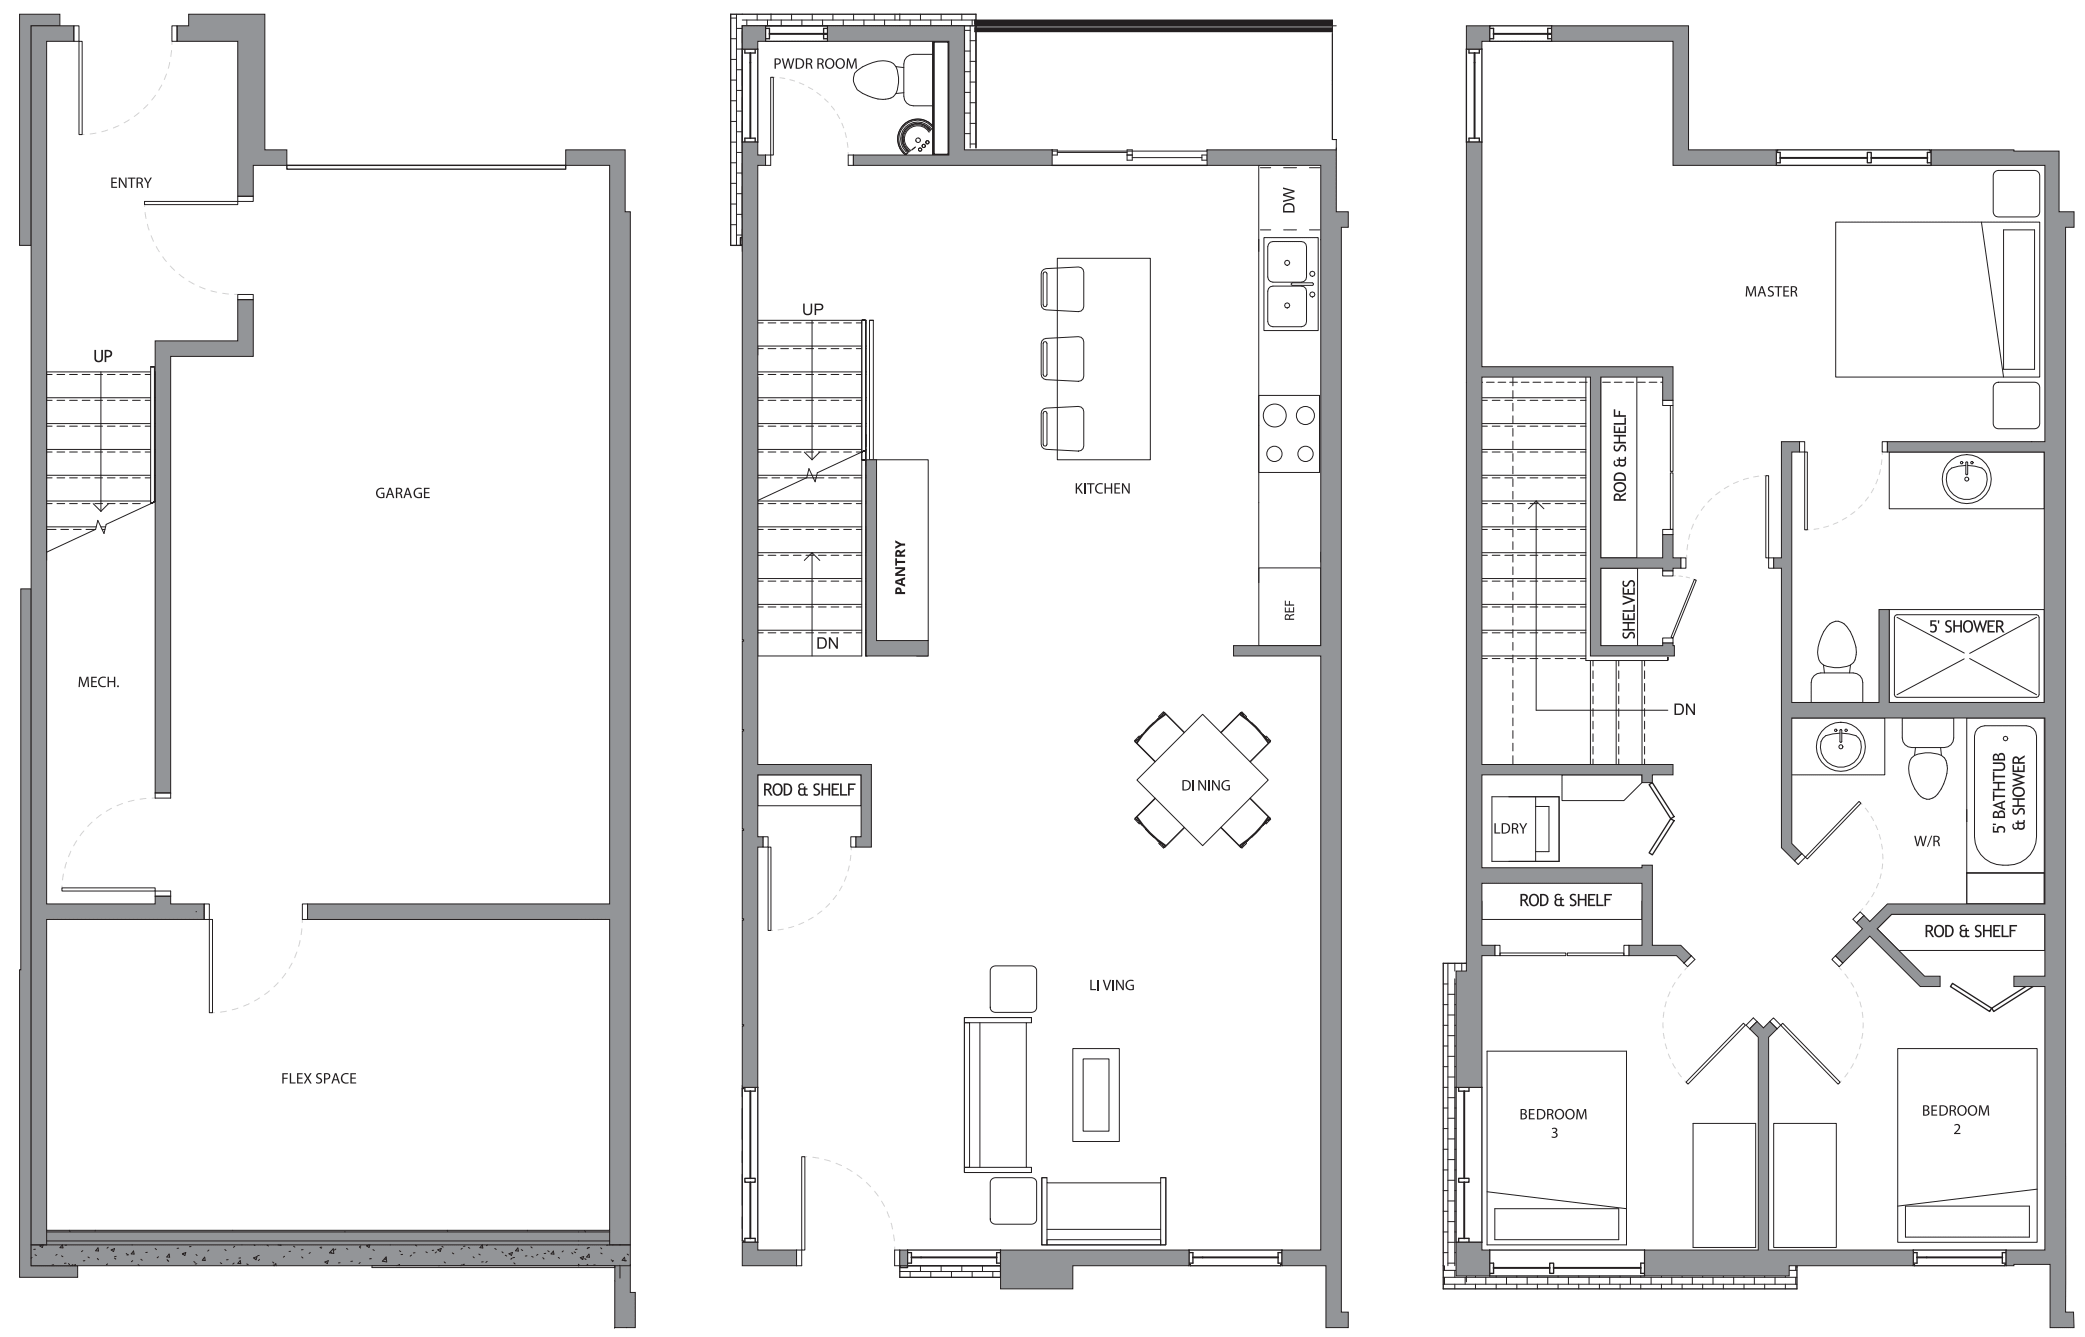 ENTRY
UP
GARAGE
MECH.
FLEX SPACE
PWDR ROOM
DW
UP
KITCHEN
PANTRY
REF
DN
DINING
ROD & SHELF
LIVING
MASTER
ROD & SHELF
SHELVES
5' SHOWER
DN
5' BATHTUB
& SHOWER
LDRY
W/R
ROD & SHELF
ROD & SHELF
BEDROOM
3
BEDROOM
2